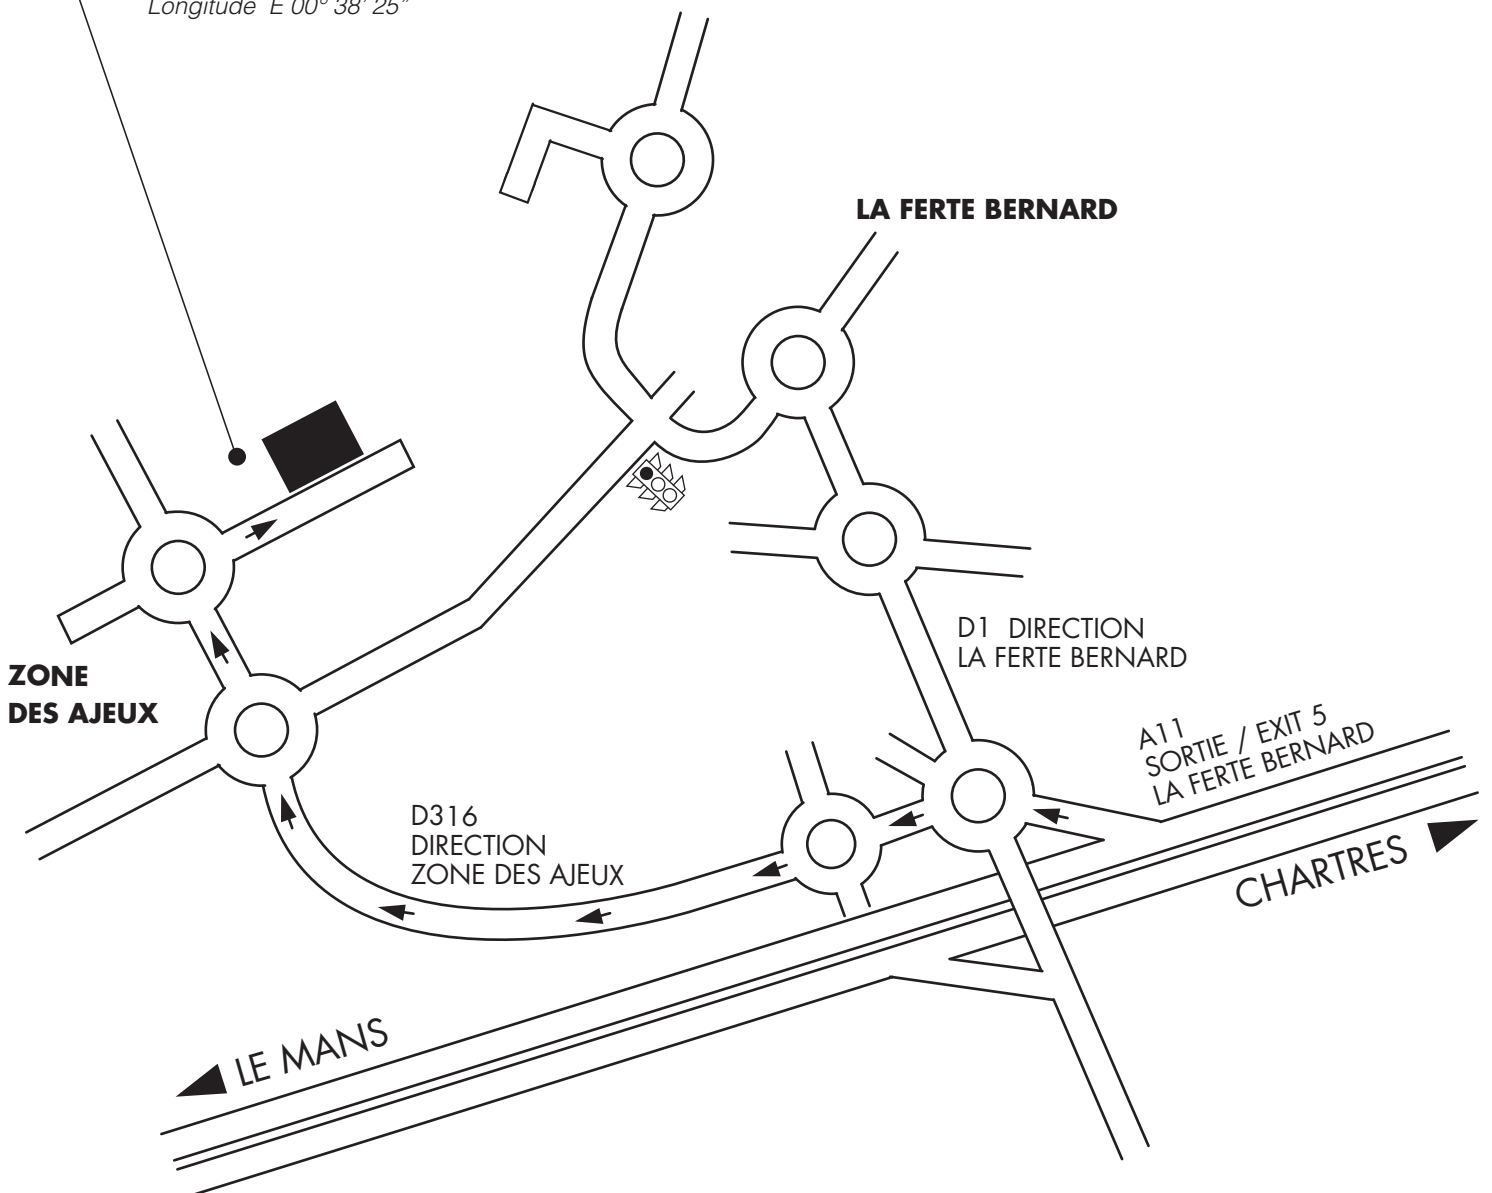 Longitude E 00° 38' 25"
LA FERTE BERNARD
D1 DIRECTION
LA FERTE BERNARD
ZONE
DES AJEUX
A11
SORTIE / EXIT 5
LA FERTE BERNARD
D316
DIRECTION
ZONE DES AJEUX
CHARTRES
LE MANS